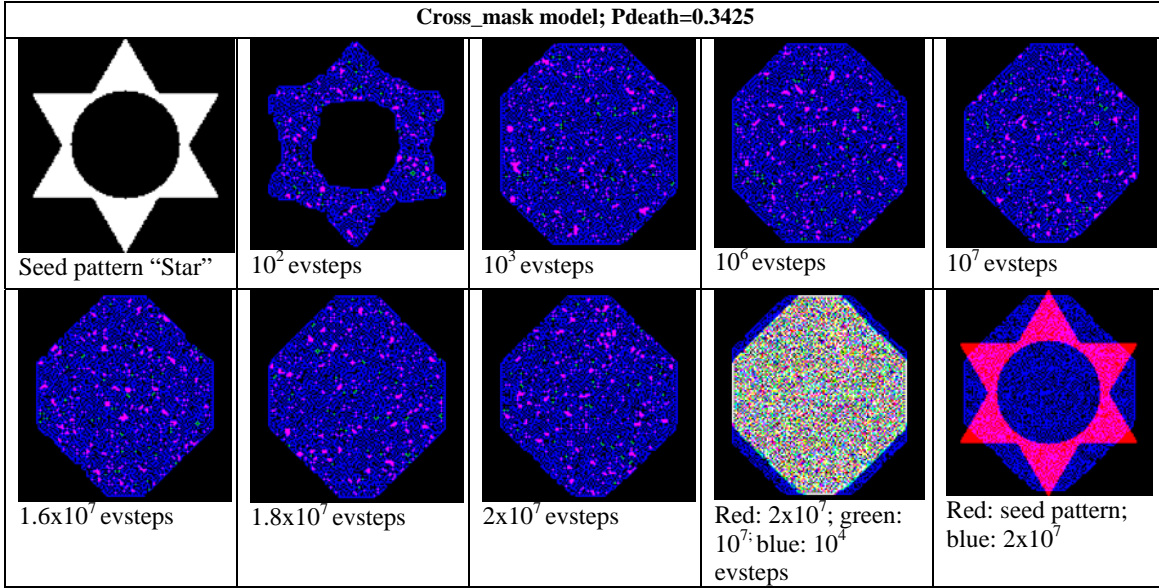 Cross_mask model; Pdeath=0.3425
Seed pattern “Star”
10² evsteps
10³ evsteps
10⁶ evsteps
10⁷ evsteps
1.6x10⁷ evsteps
1.8x10⁷ evsteps
2x10⁷ evsteps
Red: 2x10⁷; green:
10⁷; blue: 10⁴
evsteps
Red: seed pattern;
blue: 2x10⁷